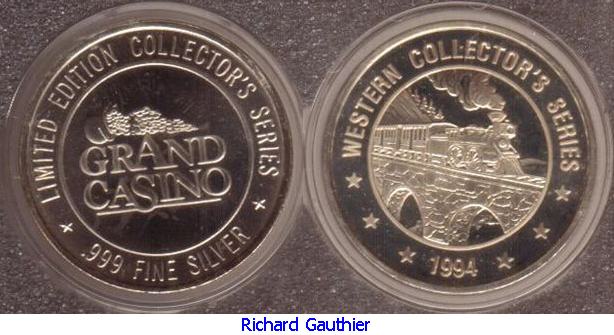 LIMITED EDITION COLLECTOR'S SERIES
GRAND
CASINO
.999 FINE SILVER
WESTERN COLLECTOR'S SERIES
1994
Richard Gauthier